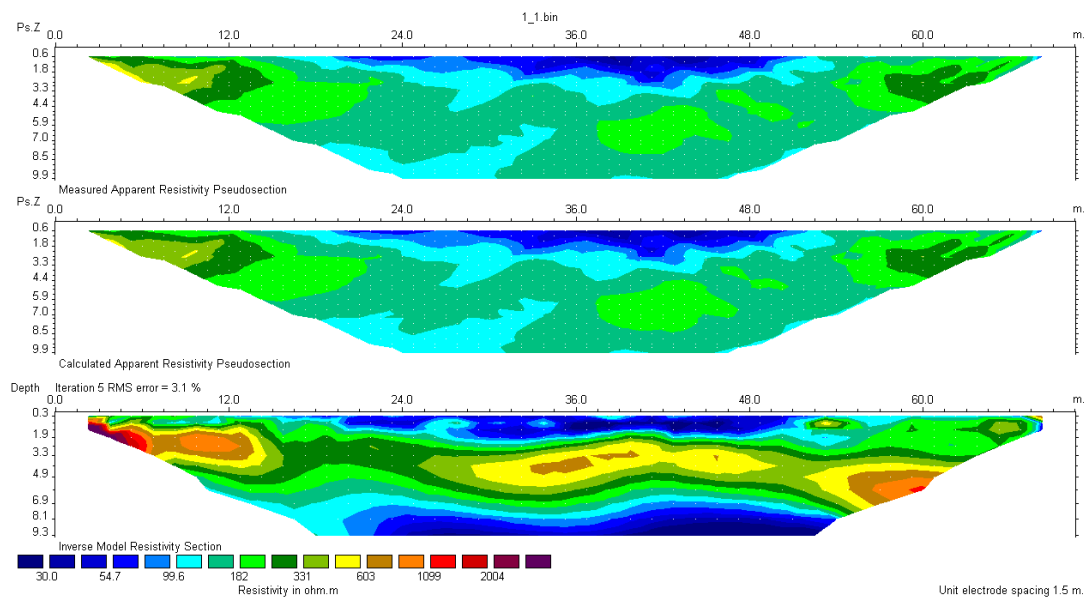 1_1.bin
Ps.Z
0.0 12.0 24.0 36.0 48.0 60.0 m.
0.6
1.8
3.3
4.4
5.9
7.0
8.5
9.9
Measured Apparent Resistivity Pseudosection
Ps.Z
0.0 12.0 24.0 36.0 48.0 60.0 m.
0.6
1.8
3.3
4.4
5.9
7.0
8.5
9.9
Calculated Apparent Resistivity Pseudosection
Depth Iteration 5 RMS error = 3.1 %
0.0 12.0 24.0 36.0 48.0 60.0 m.
0.3
1.9
3.3
4.9
6.9
8.1
9.3
Inverse Model Resistivity Section
30.0 54.7 99.6 182 331 603 1099 2004
Resistivity in ohm.m
Unit electrode spacing 1.5 m.